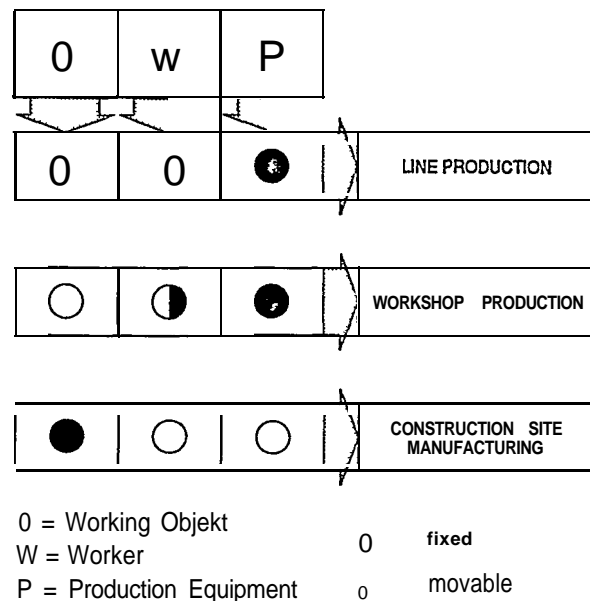 0 w P
0 0 LINE PRODUCTION
WORKSHOP PRODUCTION
CONSTRUCTION SITE
MANUFACTURING
0 = Working Objekt
W = Worker
P = Production Equipment
0 fixed
0 movable